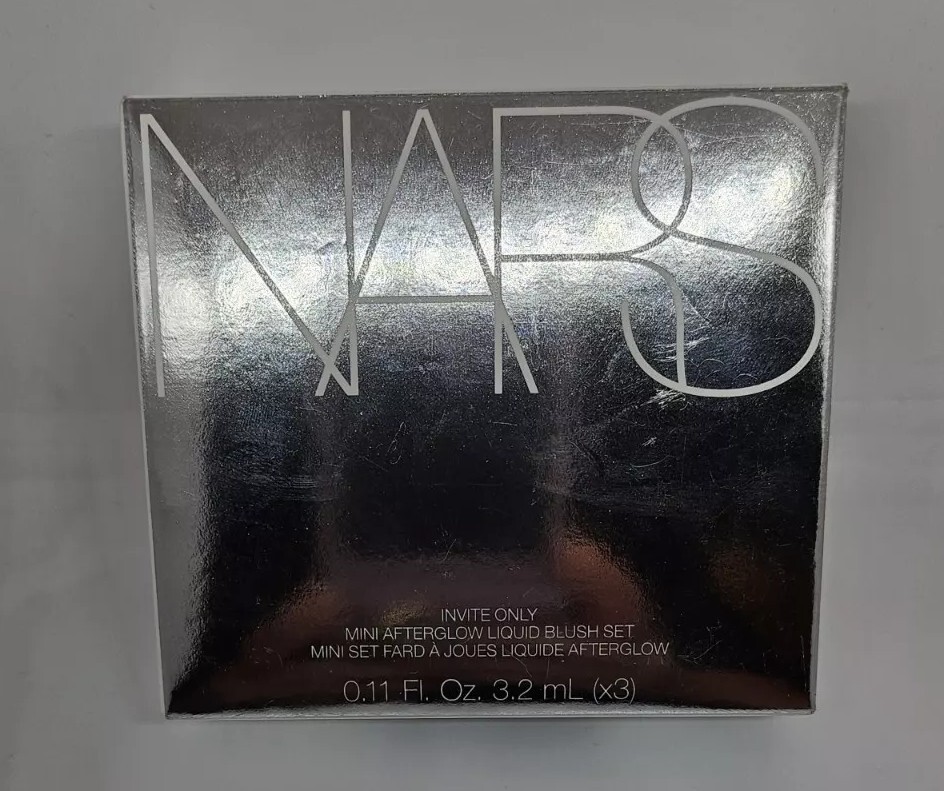 NARS
INVITE ONLY
MINI AFTERGLOW LIQUID BLUSH SET
MINI SET FARD À JOUES LIQUIDE AFTERGLOW
0.11 Fl. Oz. 3.2 mL (x3)